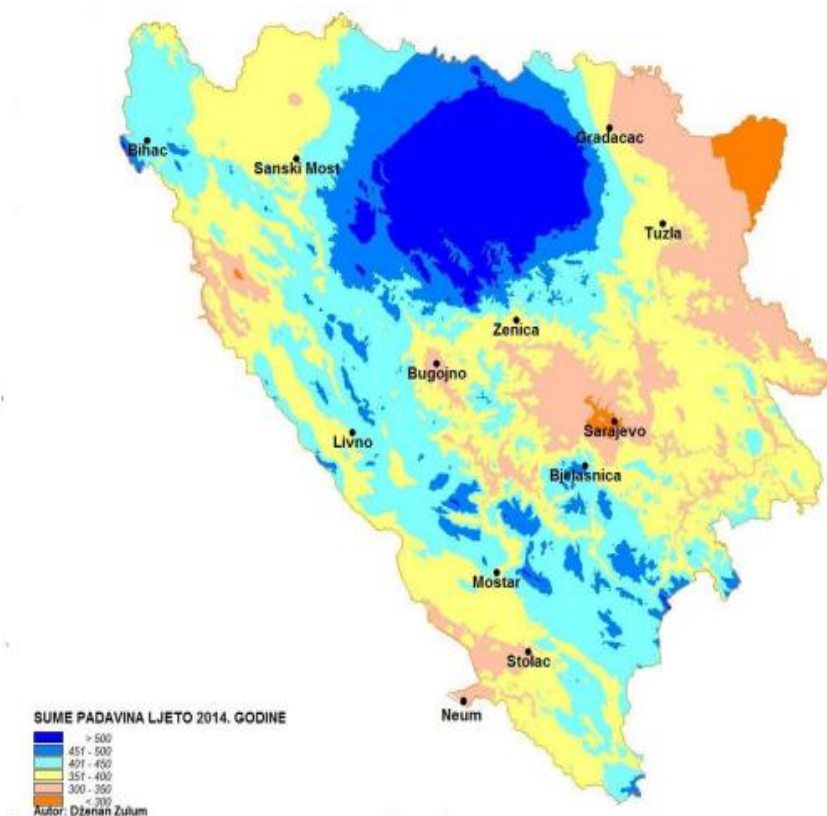 Gradacac
Bihac
Sanski Most
Tuzla
Zenica
Bugojno
Sarajevo
Livno
Bjelasnica
Mostar
Stolac
Neum
SUME PADAVINA LJETO 2014. GODINE
> 500
451 - 500
401 - 450
351 - 400
300 - 350
< 300
Autor: Dženan Zulum